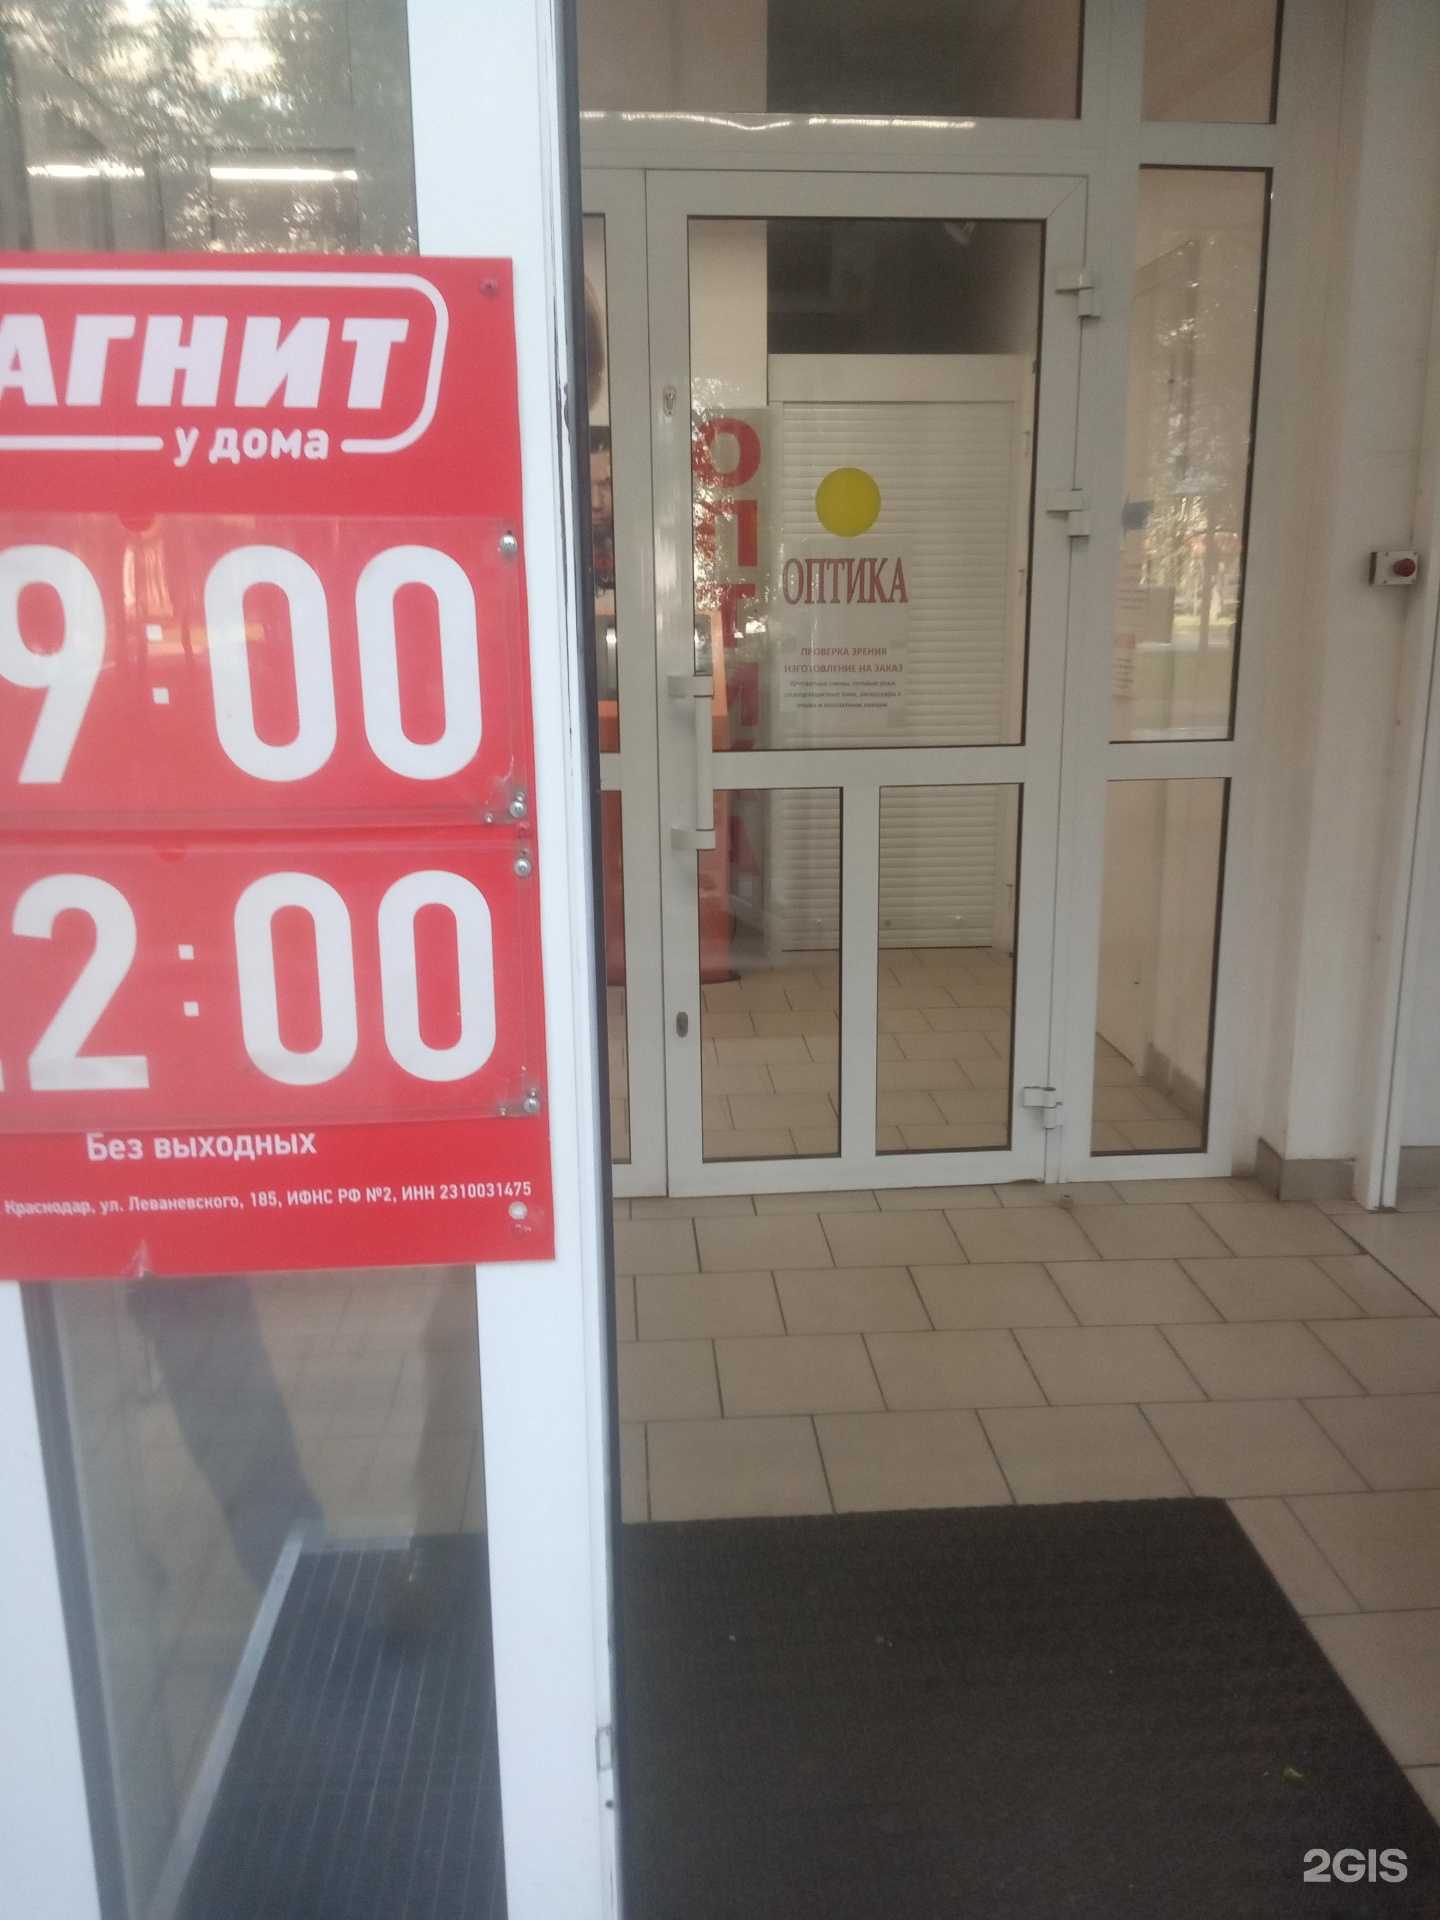 АГНИТ
у дома
9:00
2:00
Без выходных
Краснодар, ул. Леваневского, 185, ИФНС РФ №2, ИНН 2310031475
ОПТИКА
ОПТИКА
ПРОВЕРКА ЗРЕНИЯ
ИЗГОТОВЛЕНИЕ НА ЗАКАЗ
2GIS